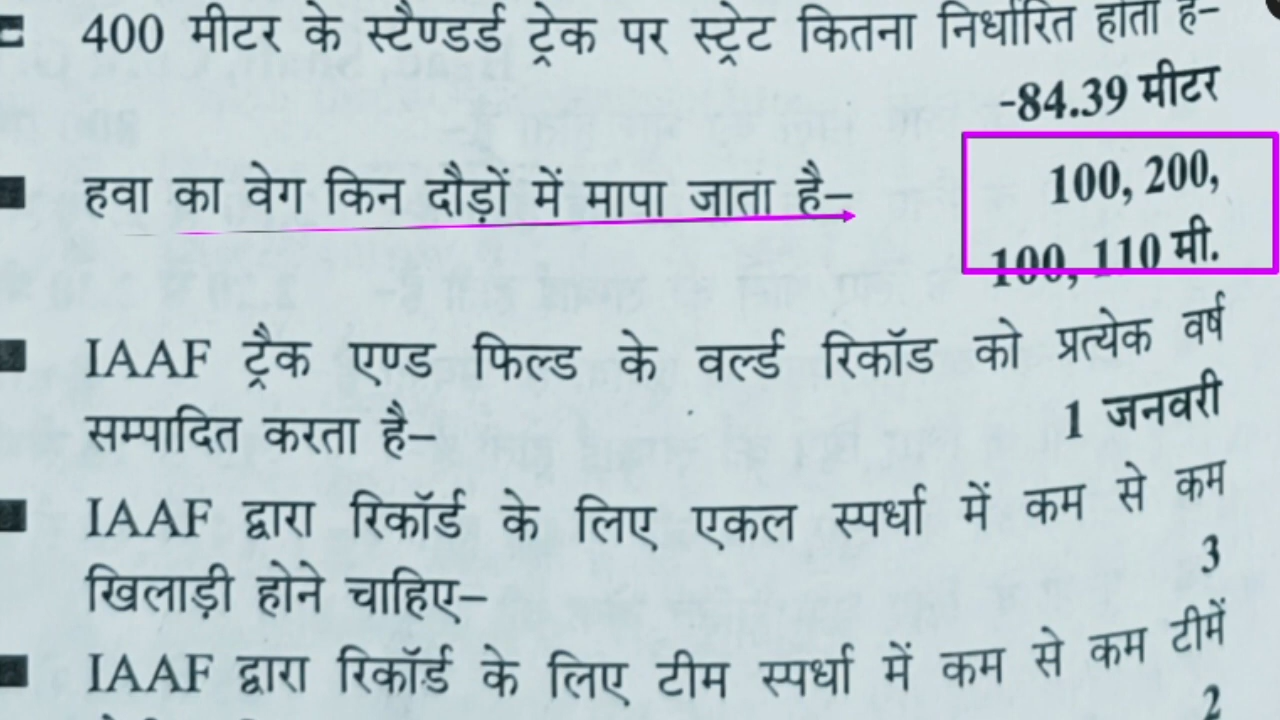 400 मीटर के स्टैण्डर्ड ट्रेक पर स्ट्रेट कितना निर्धारित होता है-
-84.39 मीटर
हवा का वेग किन दौड़ों में मापा जाता है– 100, 200,
100, 110 मी.
IAAF ट्रैक एण्ड फिल्ड के वर्ल्ड रिकॉड को प्रत्येक वर्ष
सम्पादित करता है– 1 जनवरी
IAAF द्वारा रिकॉर्ड के लिए एकल स्पर्धा में कम से कम
खिलाड़ी होने चाहिए– 3
IAAF द्वारा रिकॉर्ड के लिए टीम स्पर्धा में कम से कम टीमें
2